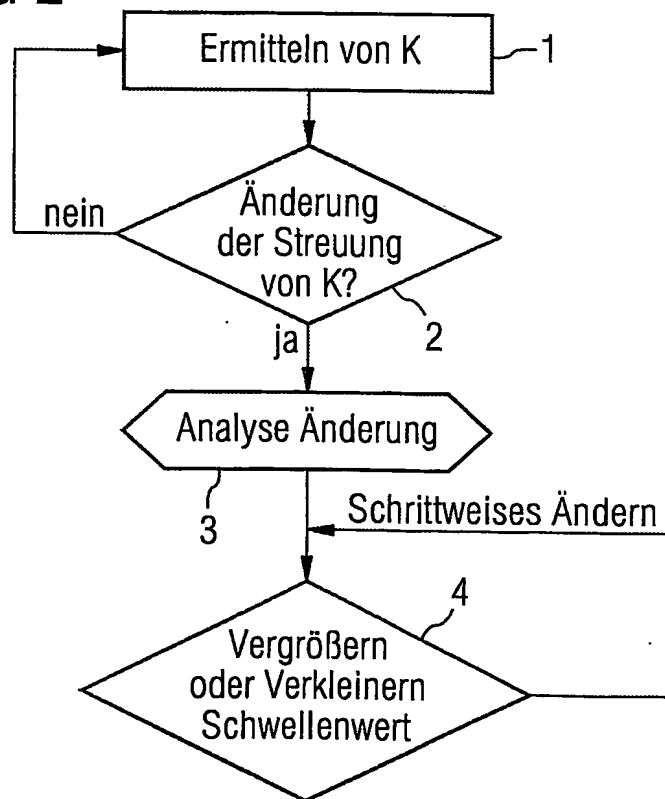 Ermitteln von K
1
nein
Änderung
der Streuung
von K?
2
ja
Analyse Änderung
3
Schrittweises Ändern
4
Vergrößern
oder Verkleinern
Schwellenwert